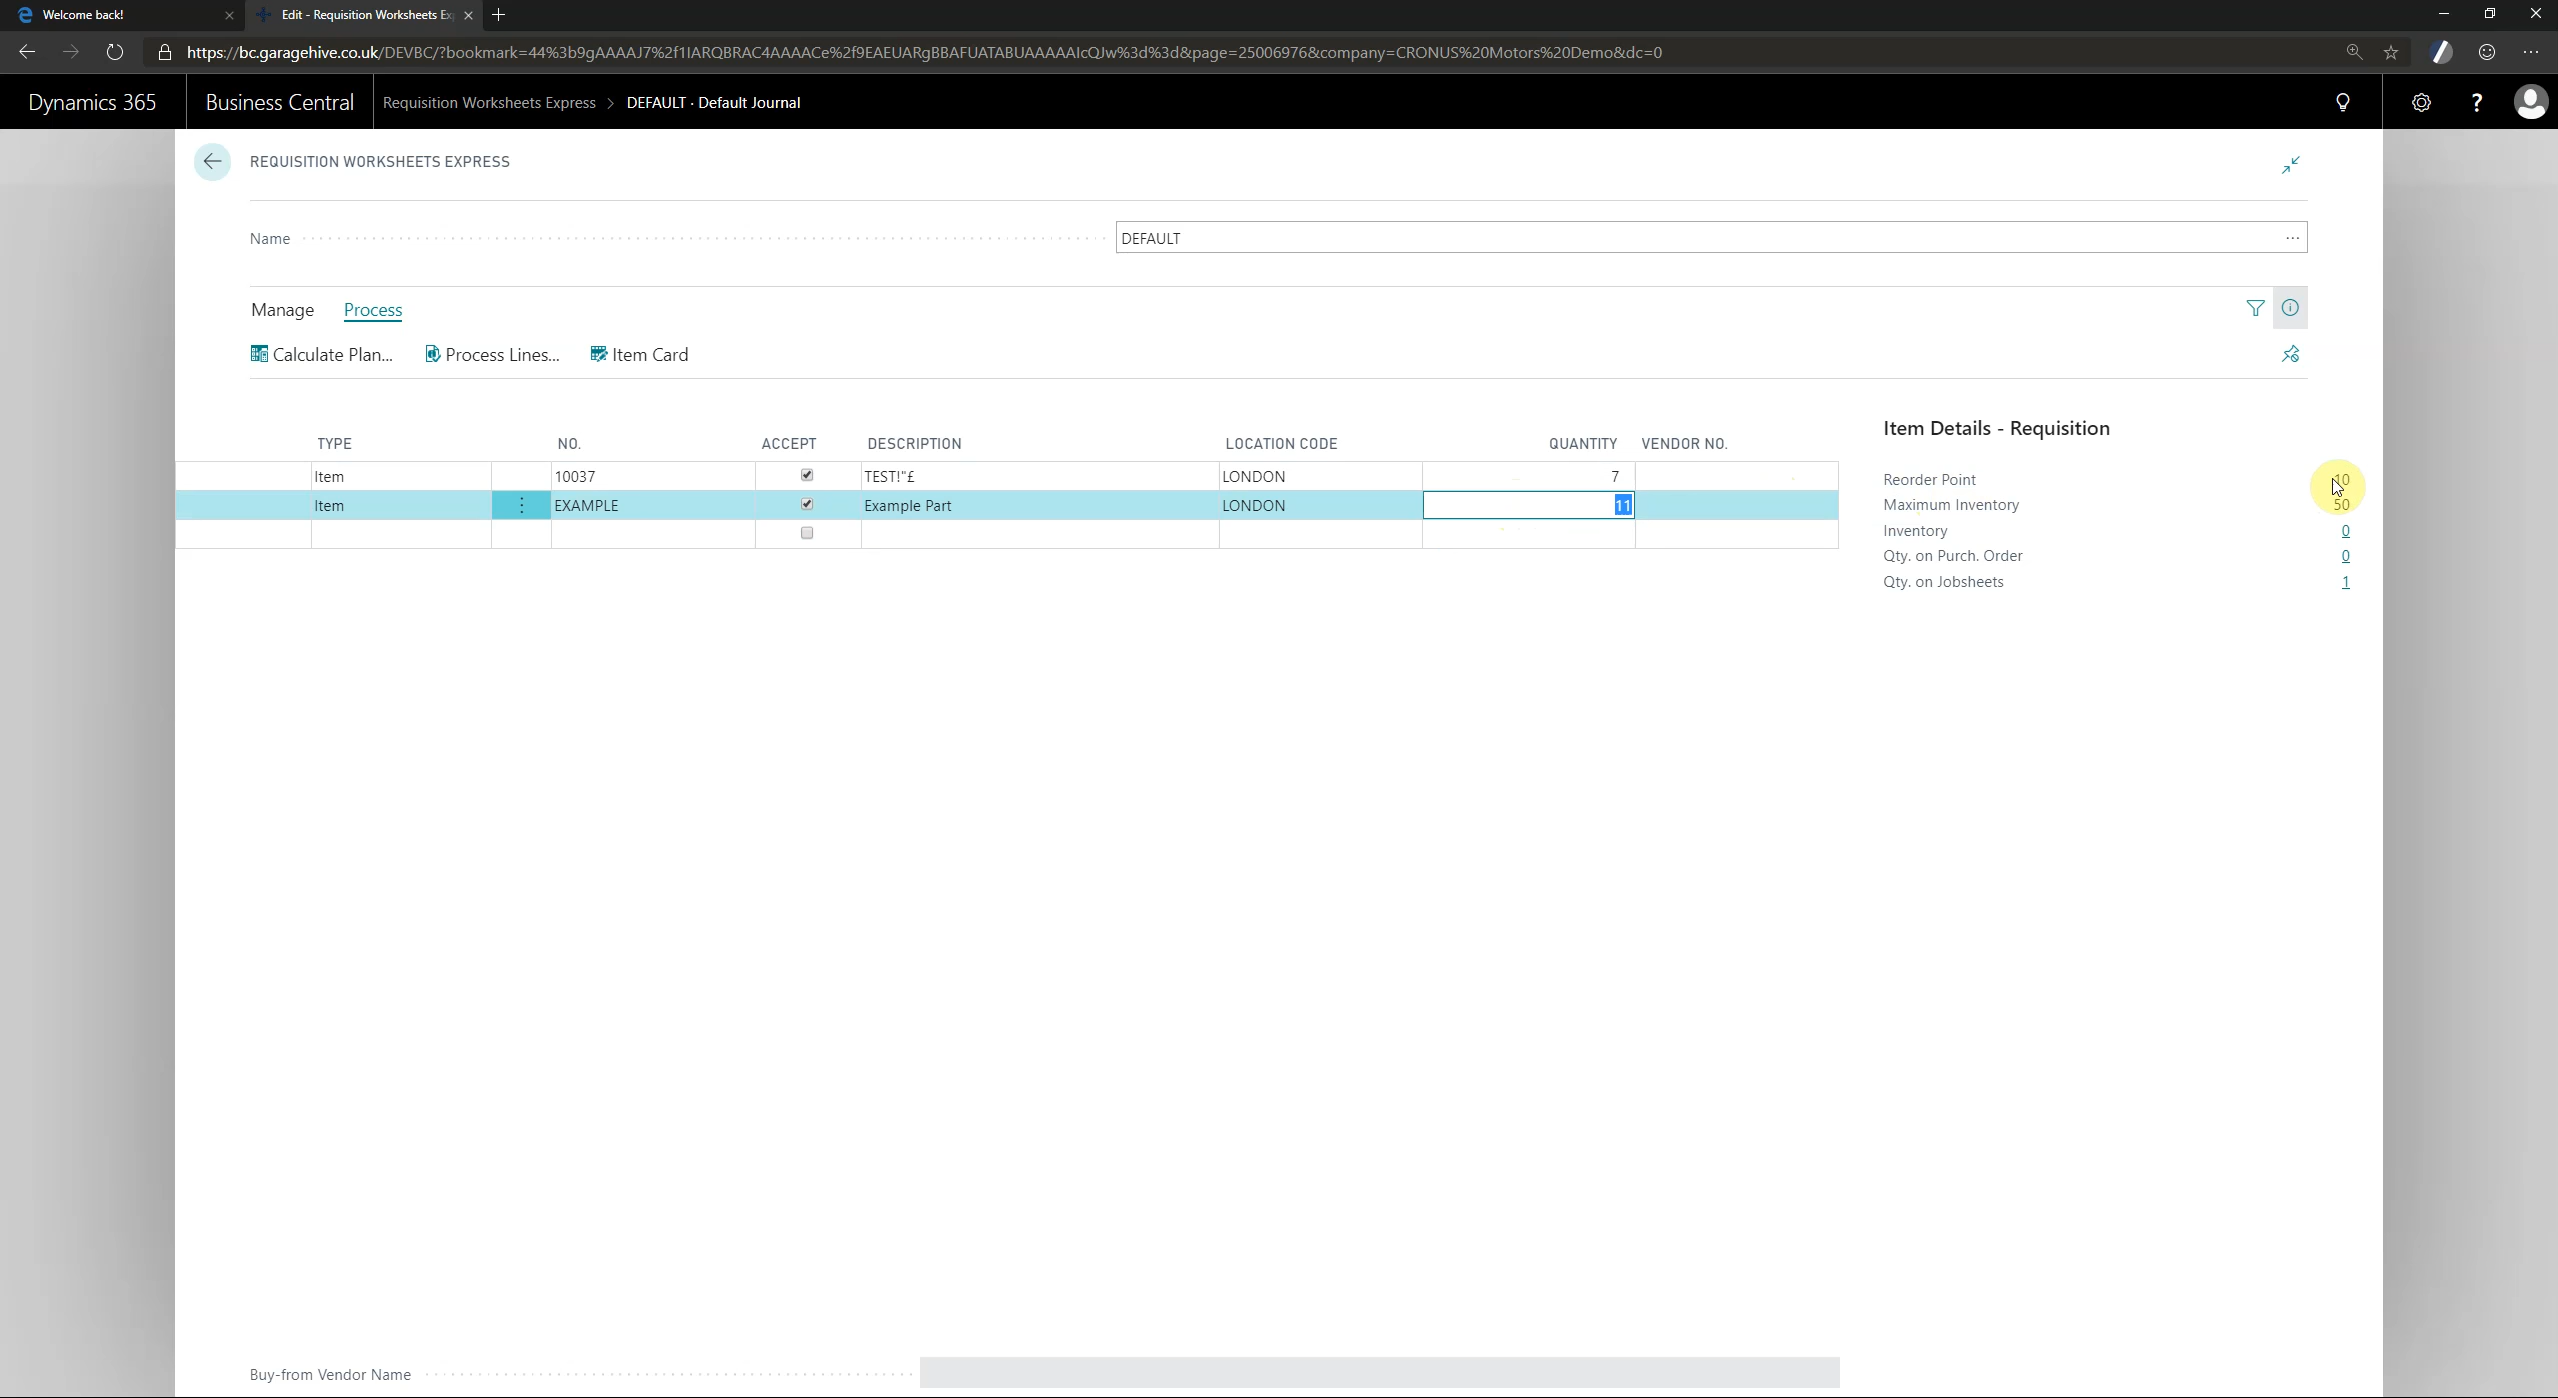 Welcome back!
Edit - Requisition Worksheets Ex
https://bc.garagehive.co.uk/DEVBC/?bookmark=44%3b9gAAAAJ7%2f1IARQBRAC4AAAACe%2f9EAEUARgBBAFUATABUAAAAAIcQJw%3d%3d&page=25006976&company=CRONUS%20Motors%20Demo&dc=0
Dynamics 365 Business Central Requisition Worksheets Express > DEFAULT · Default Journal ?
REQUISITION WORKSHEETS EXPRESS
Name DEFAULT ...
Manage Process
Calculate Plan... Process Lines... Item Card
Item Details - Requisition
TYPE NO. ACCEPT DESCRIPTION LOCATION CODE QUANTITY VENDOR NO.
Item 10037 TEST!"£ LONDON 7
Item EXAMPLE Example Part LONDON 11
Reorder Point 10
Maximum Inventory 50
Inventory 0
Qty. on Purch. Order 0
Qty. on Jobsheets 1
Buy-from Vendor Name